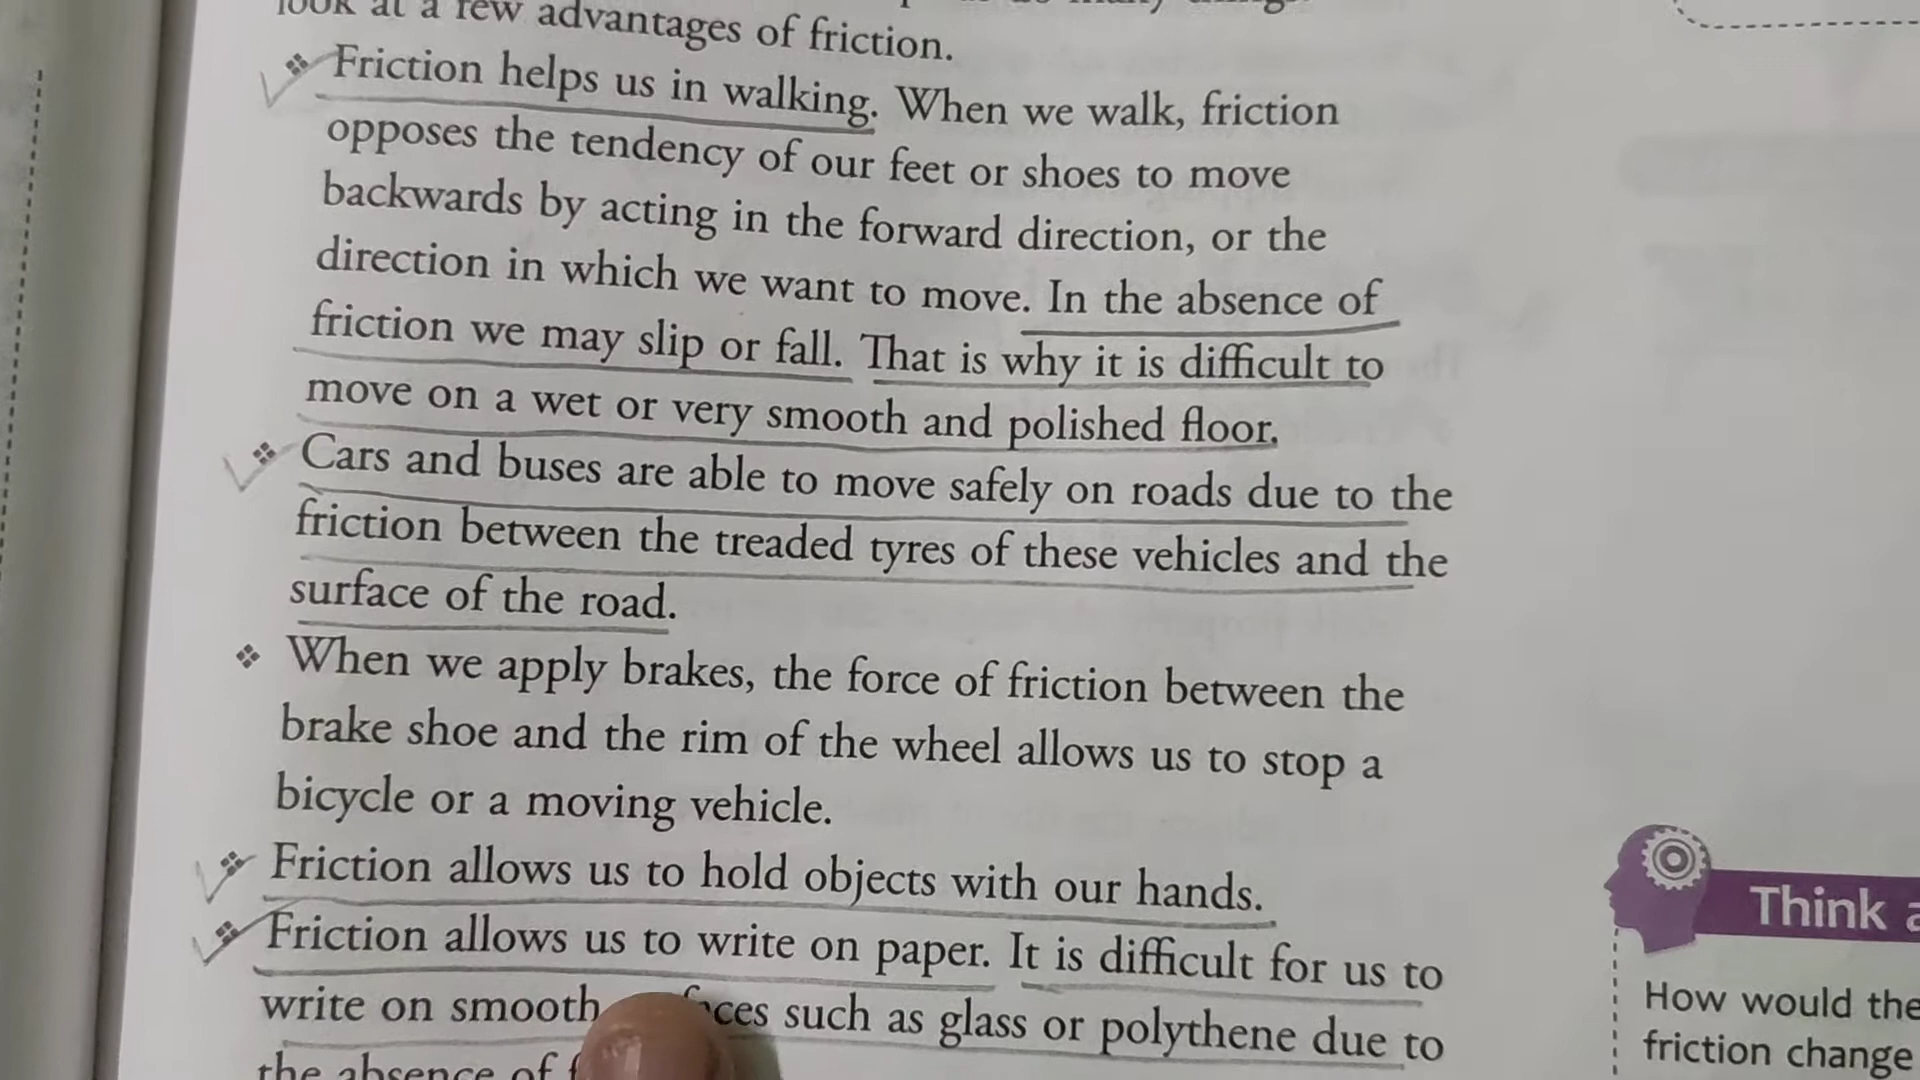 look at a few advantages of friction.
❖ Friction helps us in walking. When we walk, friction
opposes the tendency of our feet or shoes to move
backwards by acting in the forward direction, or the
direction in which we want to move. In the absence of
friction we may slip or fall. That is why it is difficult to
move on a wet or very smooth and polished floor.
❖ Cars and buses are able to move safely on roads due to the
friction between the treaded tyres of these vehicles and the
surface of the road.
❖ When we apply brakes, the force of friction between the
brake shoe and the rim of the wheel allows us to stop a
bicycle or a moving vehicle.
❖ Friction allows us to hold objects with our hands.
❖ Friction allows us to write on paper. It is difficult for us to
write on smooth such as glass or polythene due to
the absence of
Think
How would the
friction change